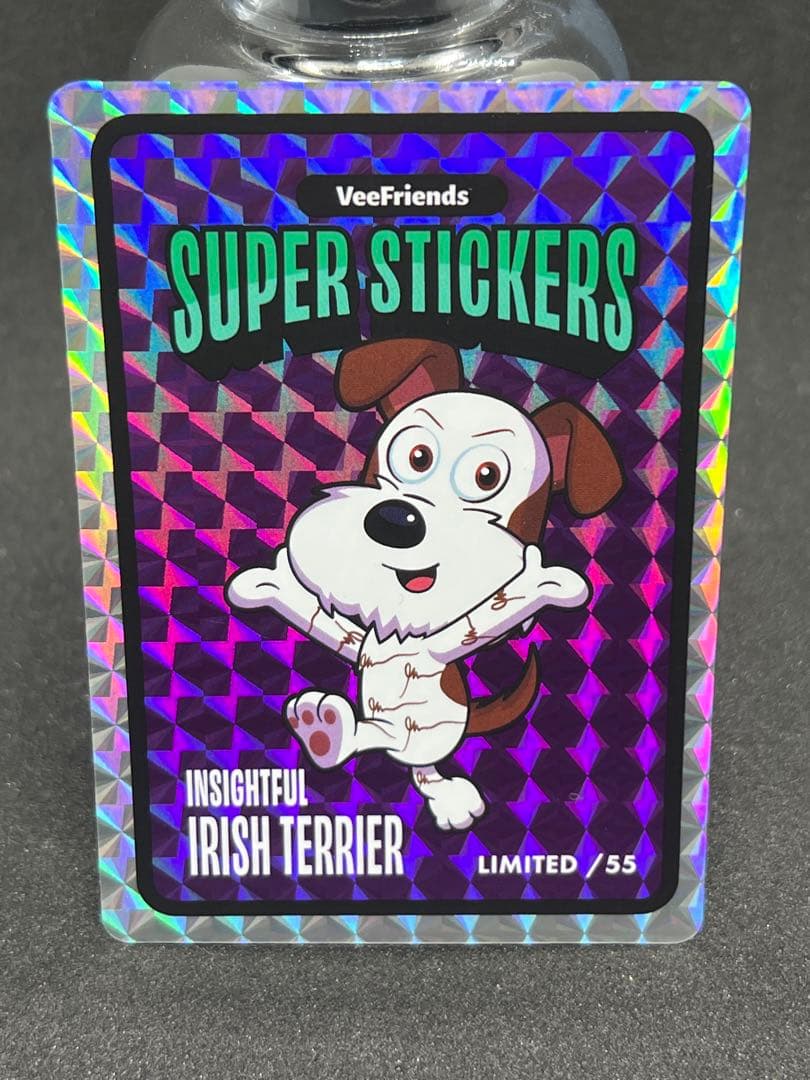 VeeFriends
SUPER STICKERS
INSIGHTFUL
IRISH TERRIER
LIMITED /55